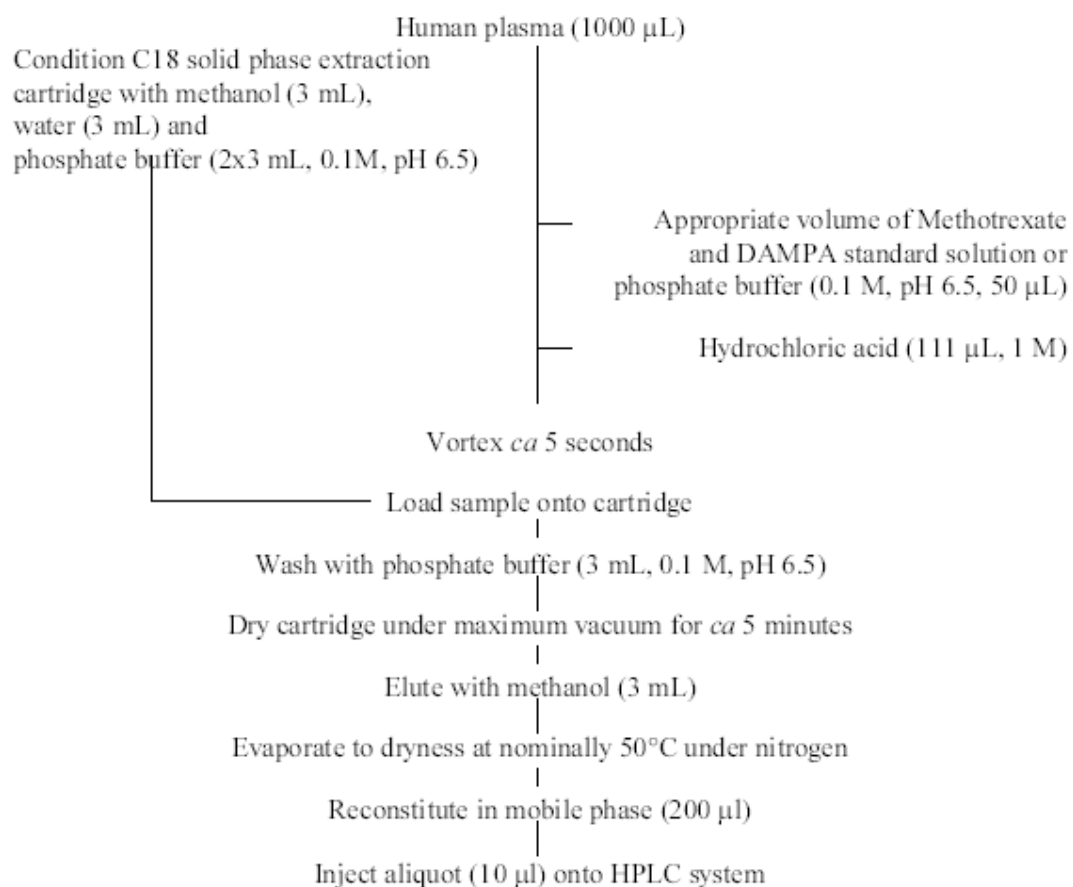 Human plasma (1000 μL)
Condition C18 solid phase extraction
cartridge with methanol (3 mL),
water (3 mL) and
phosphate buffer (2x3 mL, 0.1M, pH 6.5)
Appropriate volume of Methotrexate
and DAMPA standard solution or
phosphate buffer (0.1 M, pH 6.5, 50 μL)
Hydrochloric acid (111 μL, 1 M)
Vortex ca 5 seconds
Load sample onto cartridge
Wash with phosphate buffer (3 mL, 0.1 M, pH 6.5)
Dry cartridge under maximum vacuum for ca 5 minutes
Elute with methanol (3 mL)
Evaporate to dryness at nominally 50°C under nitrogen
Reconstitute in mobile phase (200 μl)
Inject aliquot (10 μl) onto HPLC system